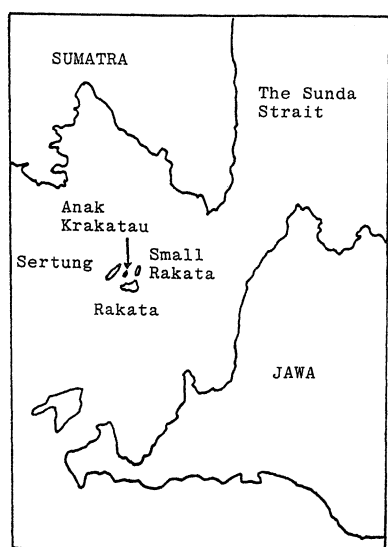 SUMATRA
The Sunda
Strait
Anak
Krakatau
Sertung
Small
Rakata
Rakata
JAWA